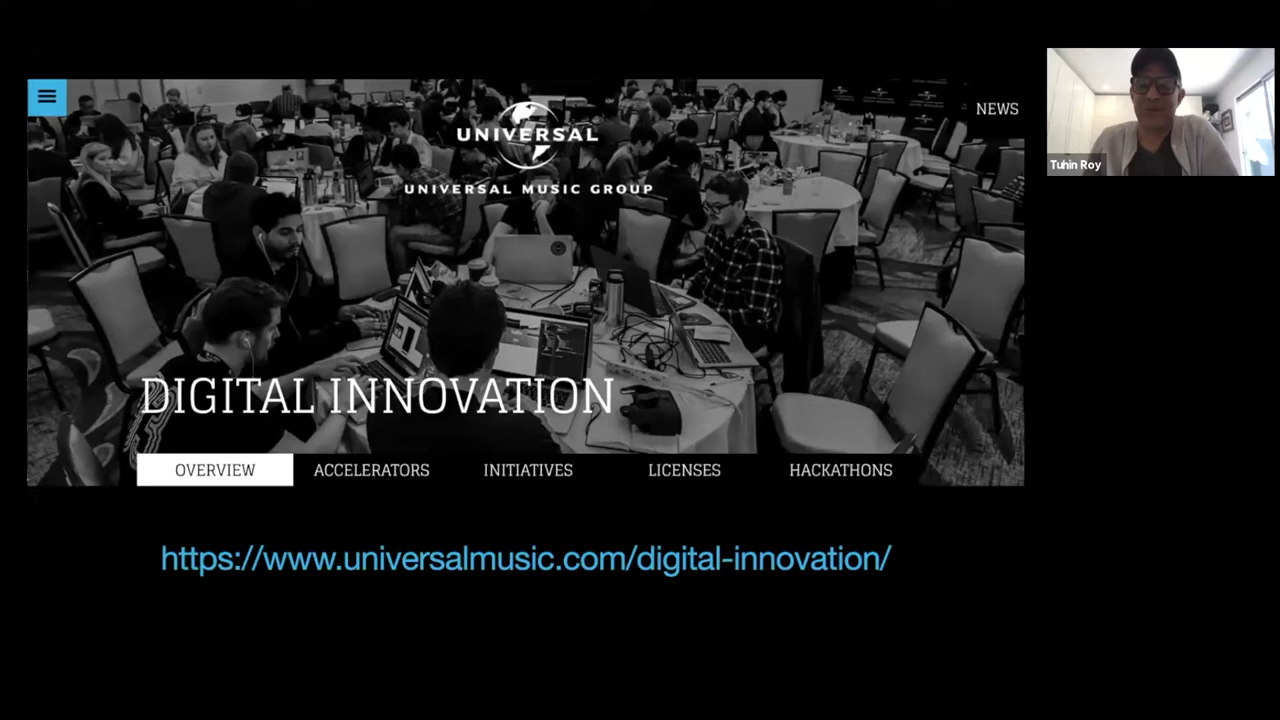 NEWS
UNIVERSAL
UNIVERSAL MUSIC GROUP
Tuhin Roy
DIGITAL INNOVATION
OVERVIEW
ACCELERATORS
INITIATIVES
LICENSES
HACKATHONS
https://www.universalmusic.com/digital-innovation/